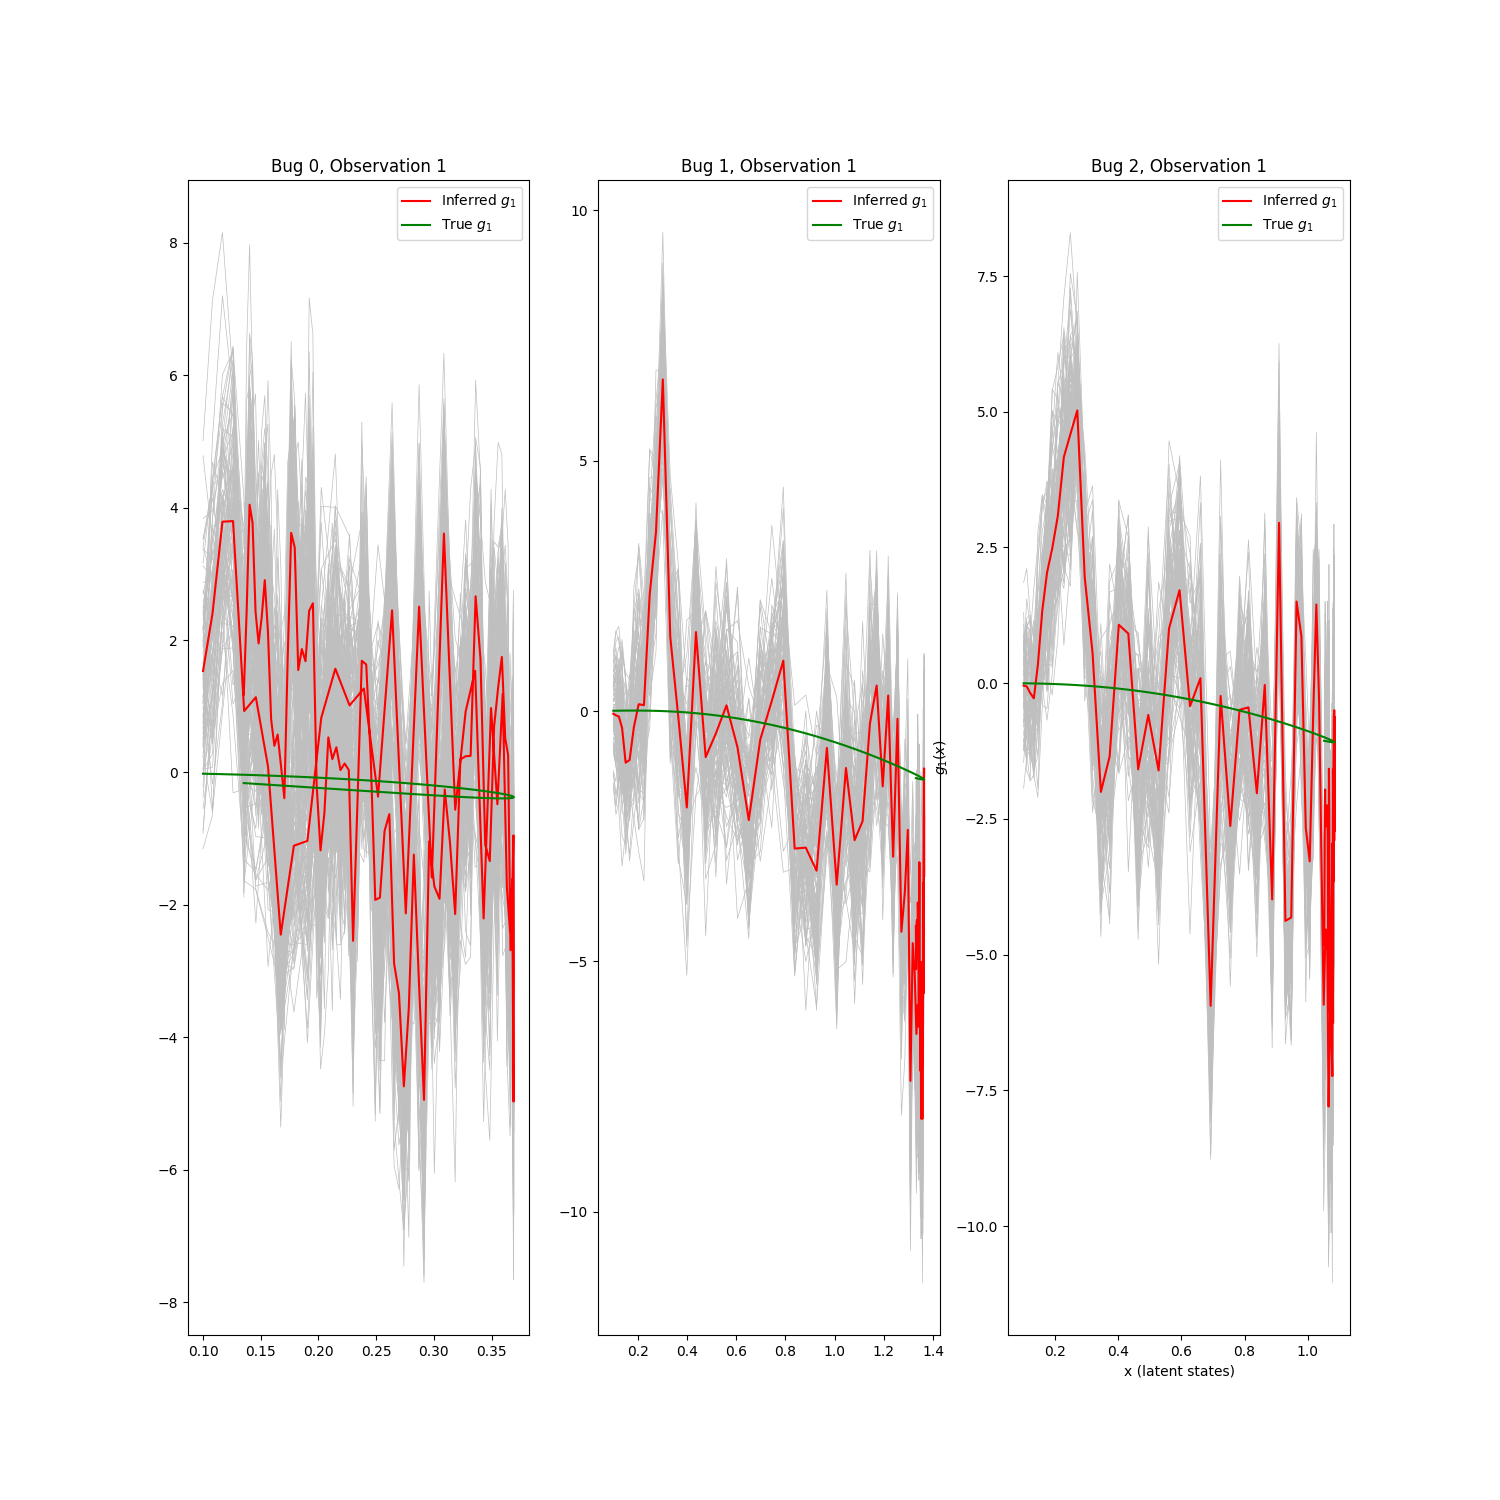 Bug 0, Observation 1
Inferred g₁
True g₁
8
6
4
2
0
−2
−4
−6
−8
0.10 0.15 0.20 0.25 0.30 0.35
Bug 1, Observation 1
Inferred g₁
True g₁
10
5
0
−5
−10
0.2 0.4 0.6 0.8 1.0 1.2 1.4
Bug 2, Observation 1
Inferred g₁
True g₁
g₁(x)
7.5
5.0
2.5
0.0
−2.5
−5.0
−7.5
−10.0
0.2 0.4 0.6 0.8 1.0
x (latent states)